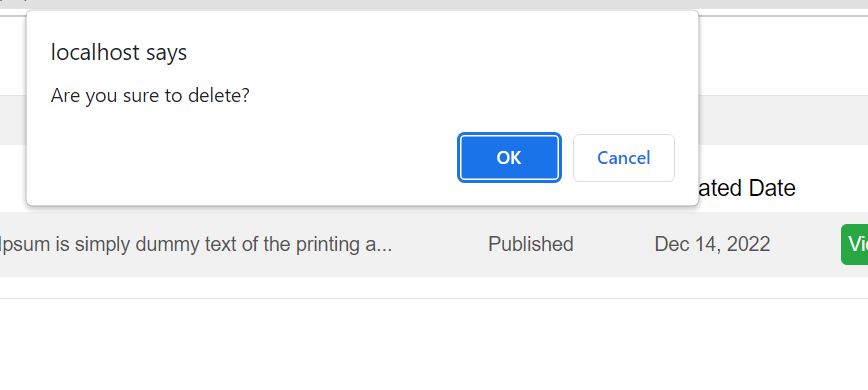 localhost says
Are you sure to delete?
OK Cancel
ated Date
Ipsum is simply dummy text of the printing a... Published Dec 14, 2022 Vi